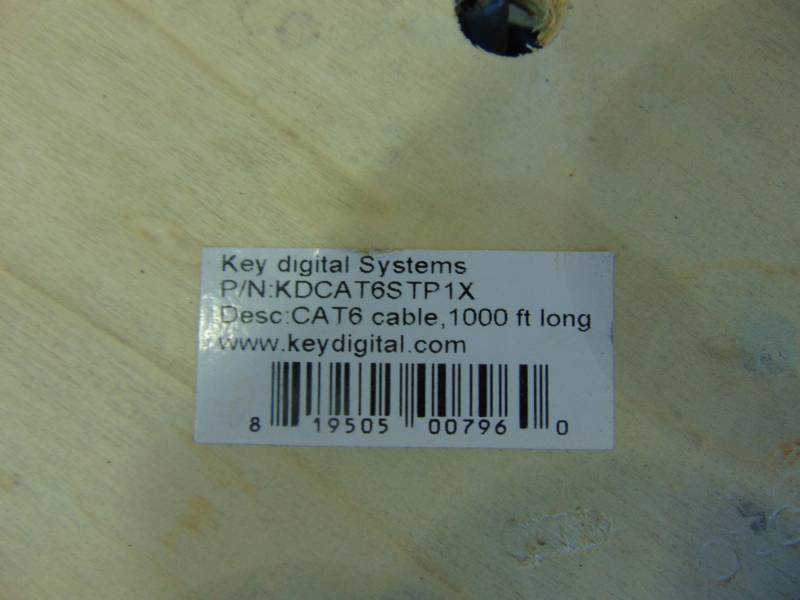 Key digital Systems
P/N:KDCAT6STP1X
Desc:CAT6 cable,1000 ft long
www.keydigital.com
8 19505 00796 0